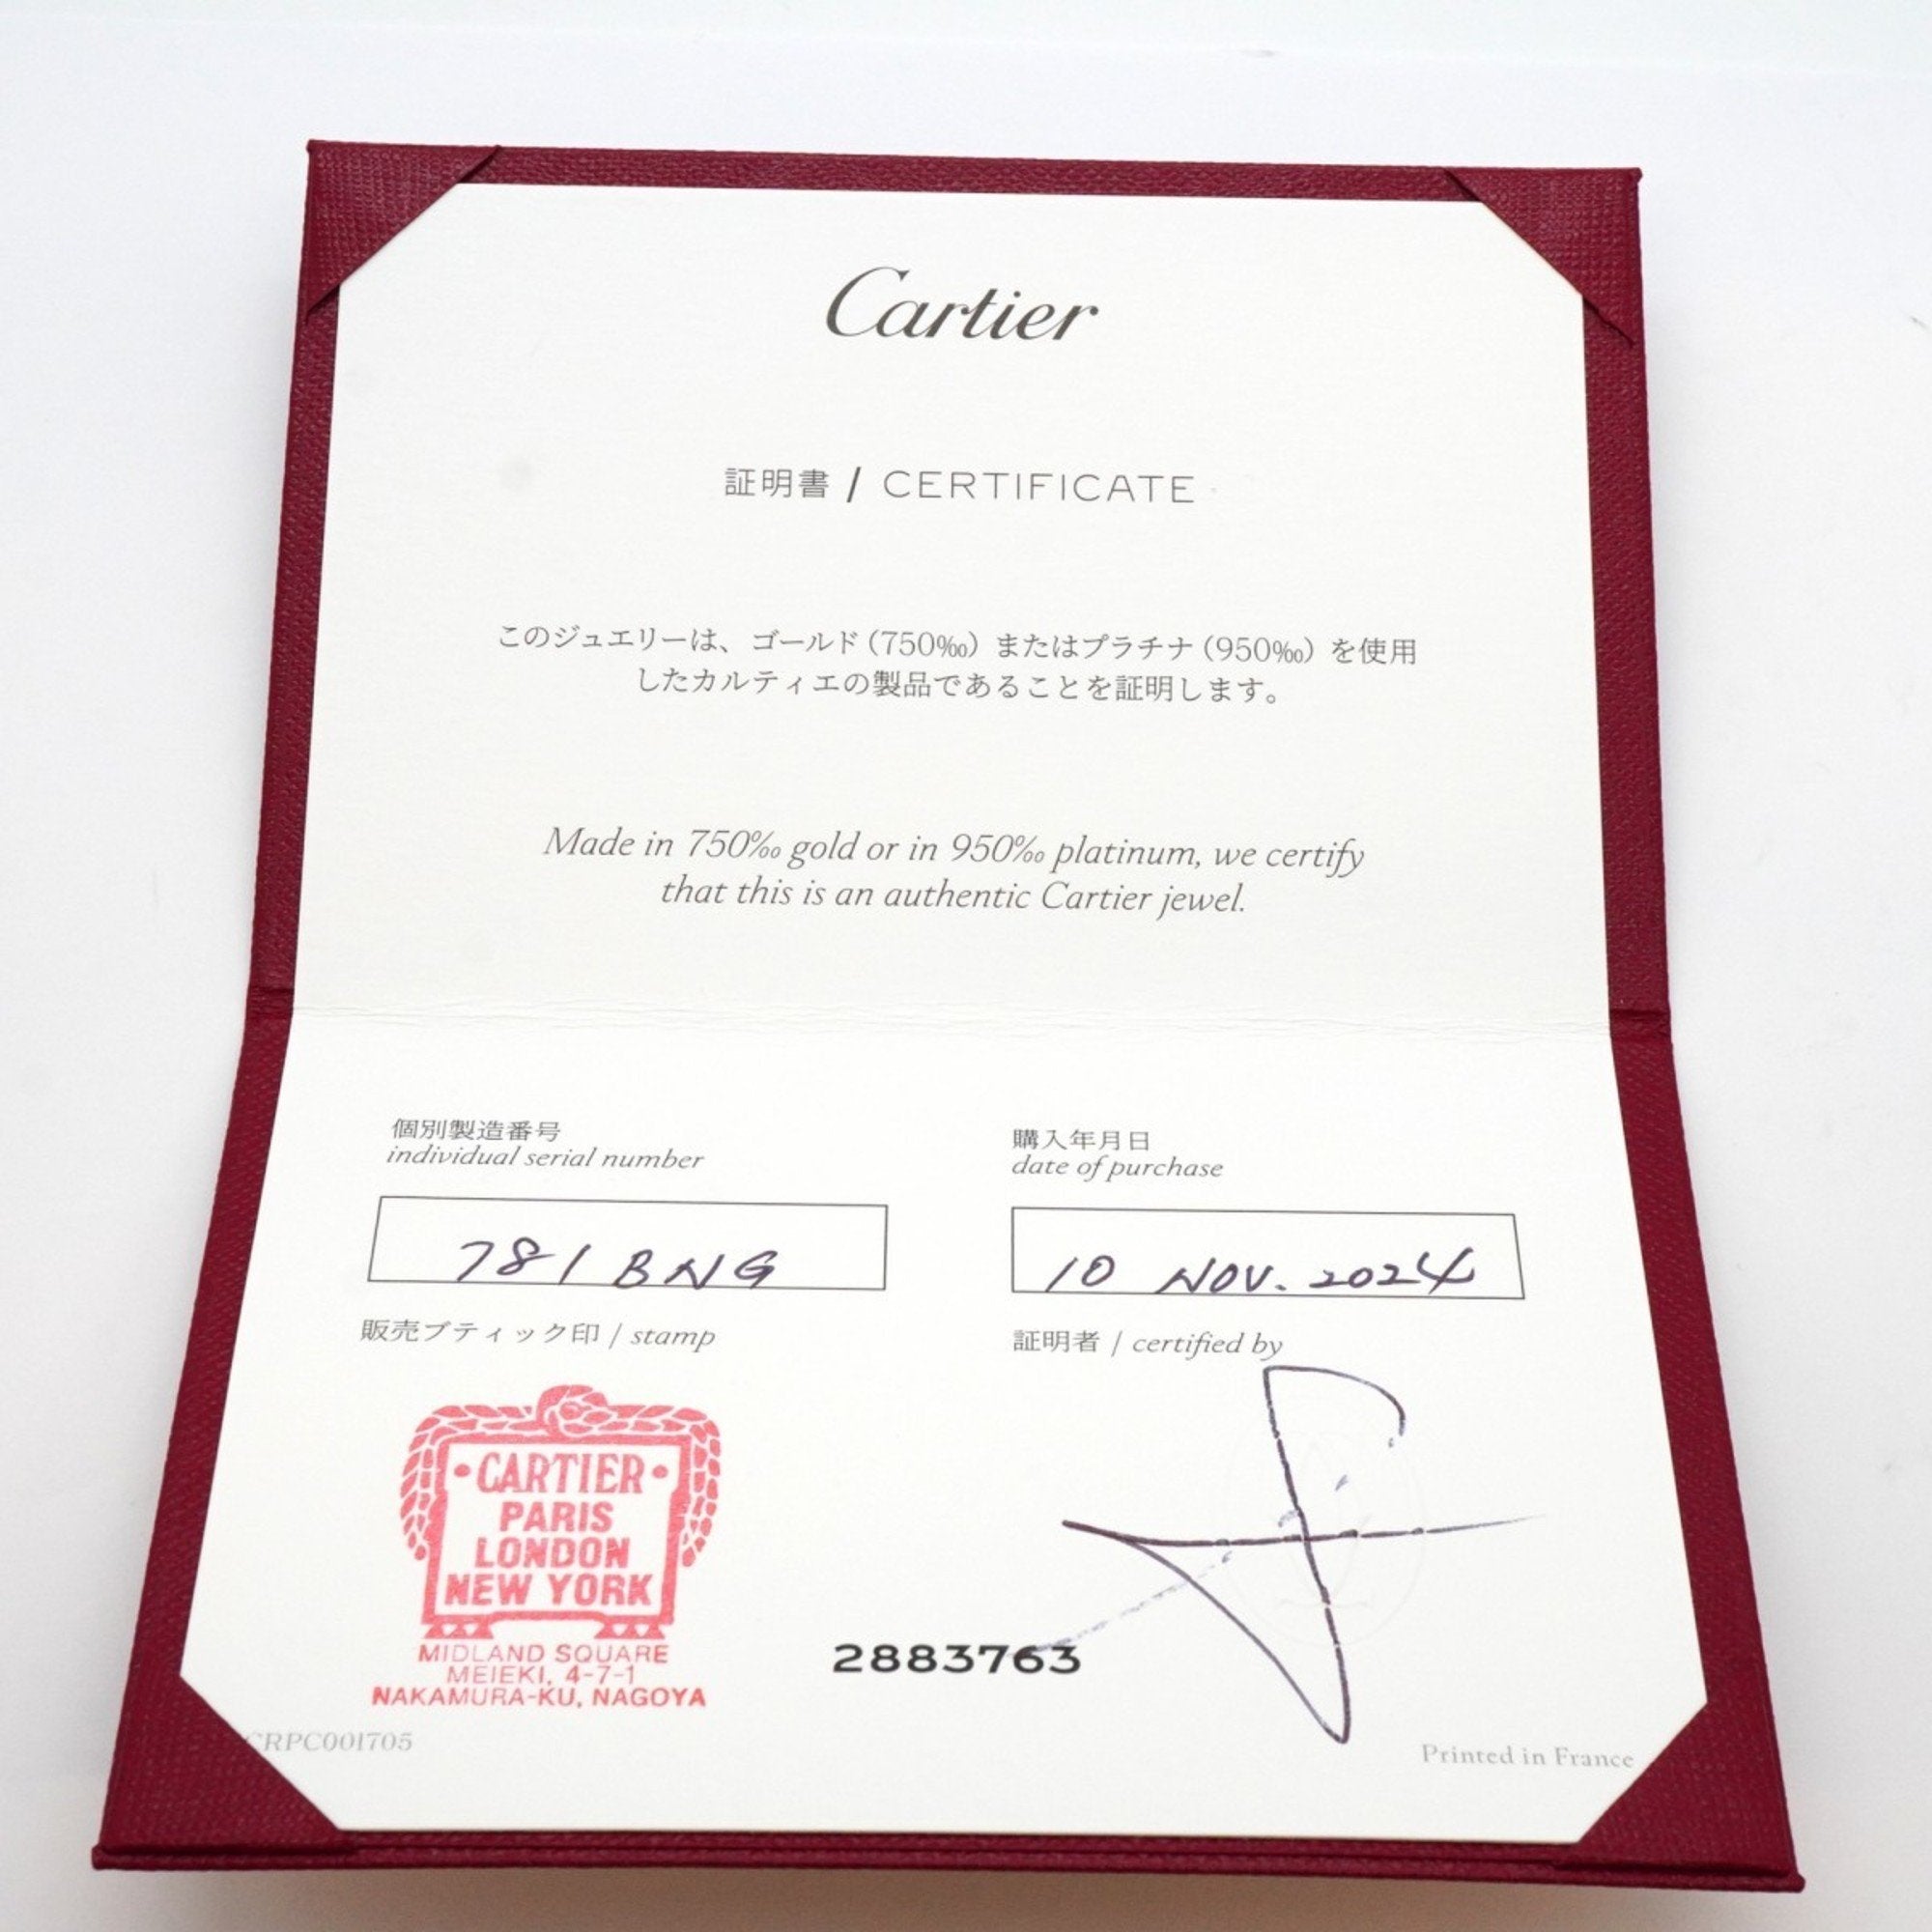 Cartier
証明書 / CERTIFICATE
このジュエリーは、ゴールド（750‰）またはプラチナ（950‰）を使用
したカルティエの製品であることを証明します。
Made in 750‰ gold or in 950‰ platinum, we certify
that this is an authentic Cartier jewel.
個別製造番号
individual serial number
781 BNG
購入年月日
date of purchase
10 NOV. 2024
販売ブティック印 / stamp
•CARTIER•
PARIS
LONDON
NEW YORK
MIDLAND SQUARE
MEIEKI, 4-7-1
NAKAMURA-KU, NAGOYA
証明者 / certified by
2883763
CRPC001705
Printed in France